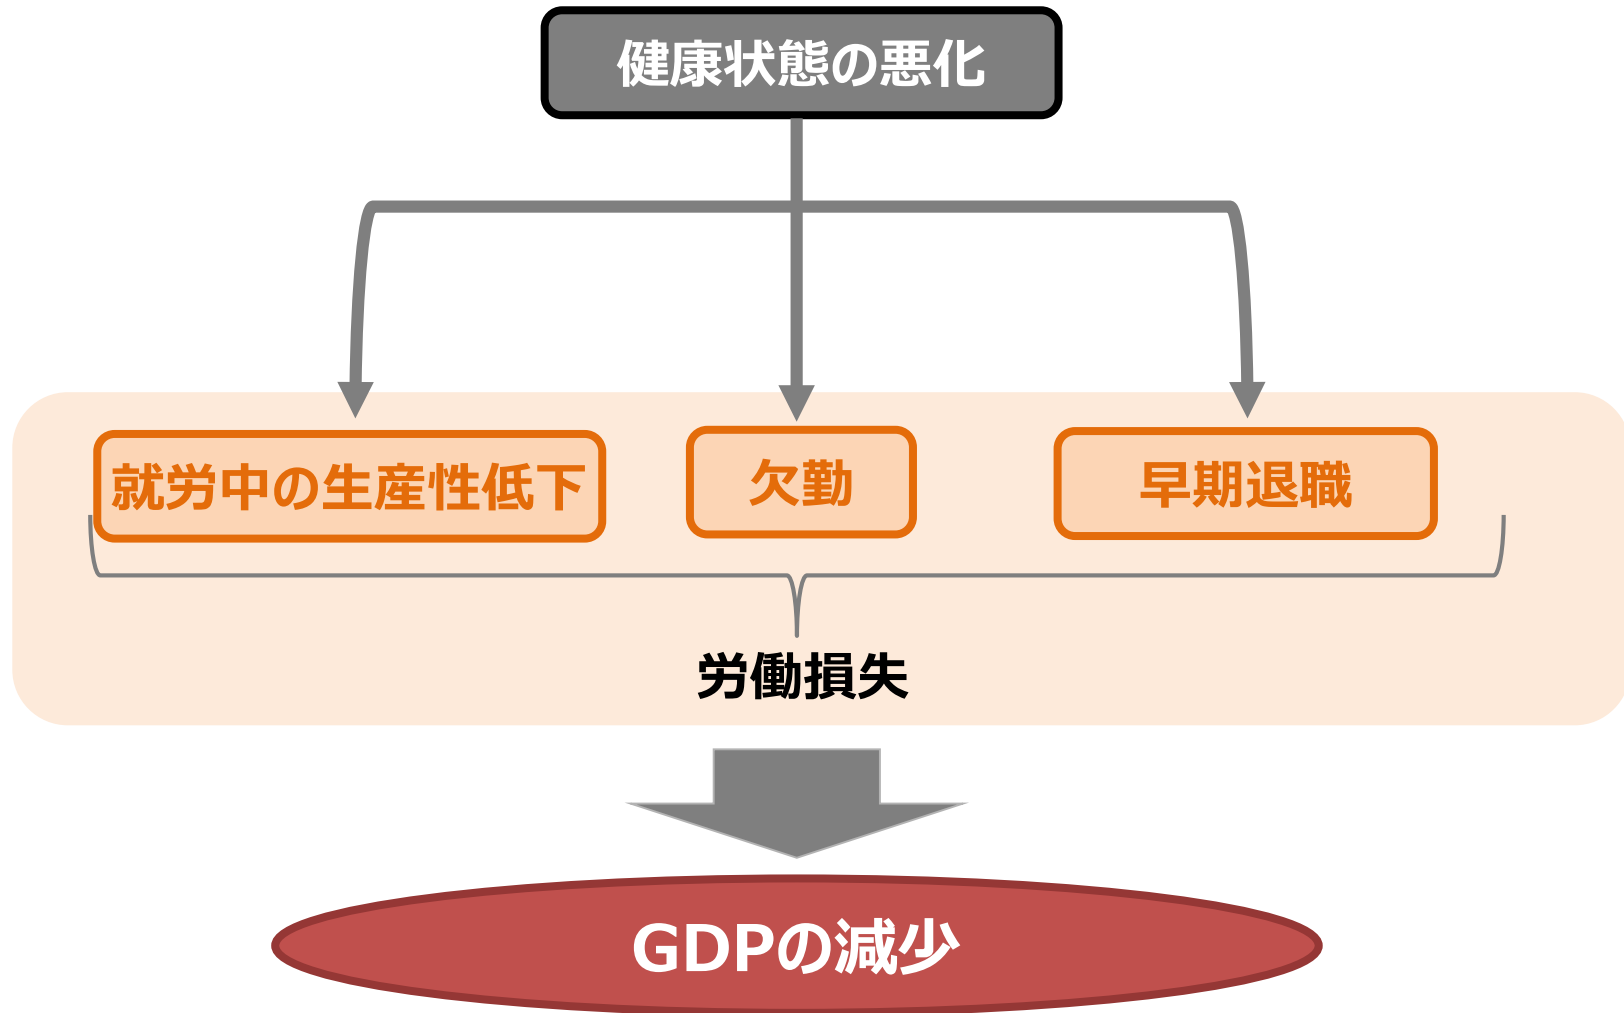 健康状態の悪化
就労中の生産性低下
欠勤
早期退職
労働損失
GDPの減少